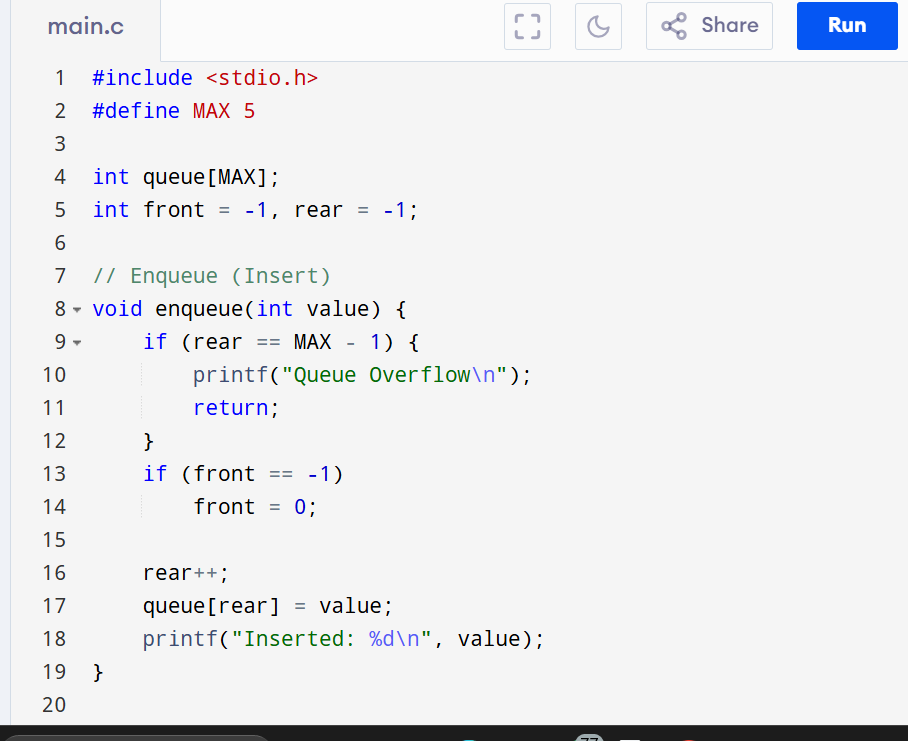 main.c
Share
Run
1 #include <stdio.h>
2 #define MAX 5
3
4 int queue[MAX];
5 int front = -1, rear = -1;
6
7 // Enqueue (Insert)
8 void enqueue(int value) {
9     if (rear == MAX - 1) {
10         printf("Queue Overflow\n");
11         return;
12     }
13     if (front == -1)
14         front = 0;
15
16     rear++;
17     queue[rear] = value;
18     printf("Inserted: %d\n", value);
19 }
20